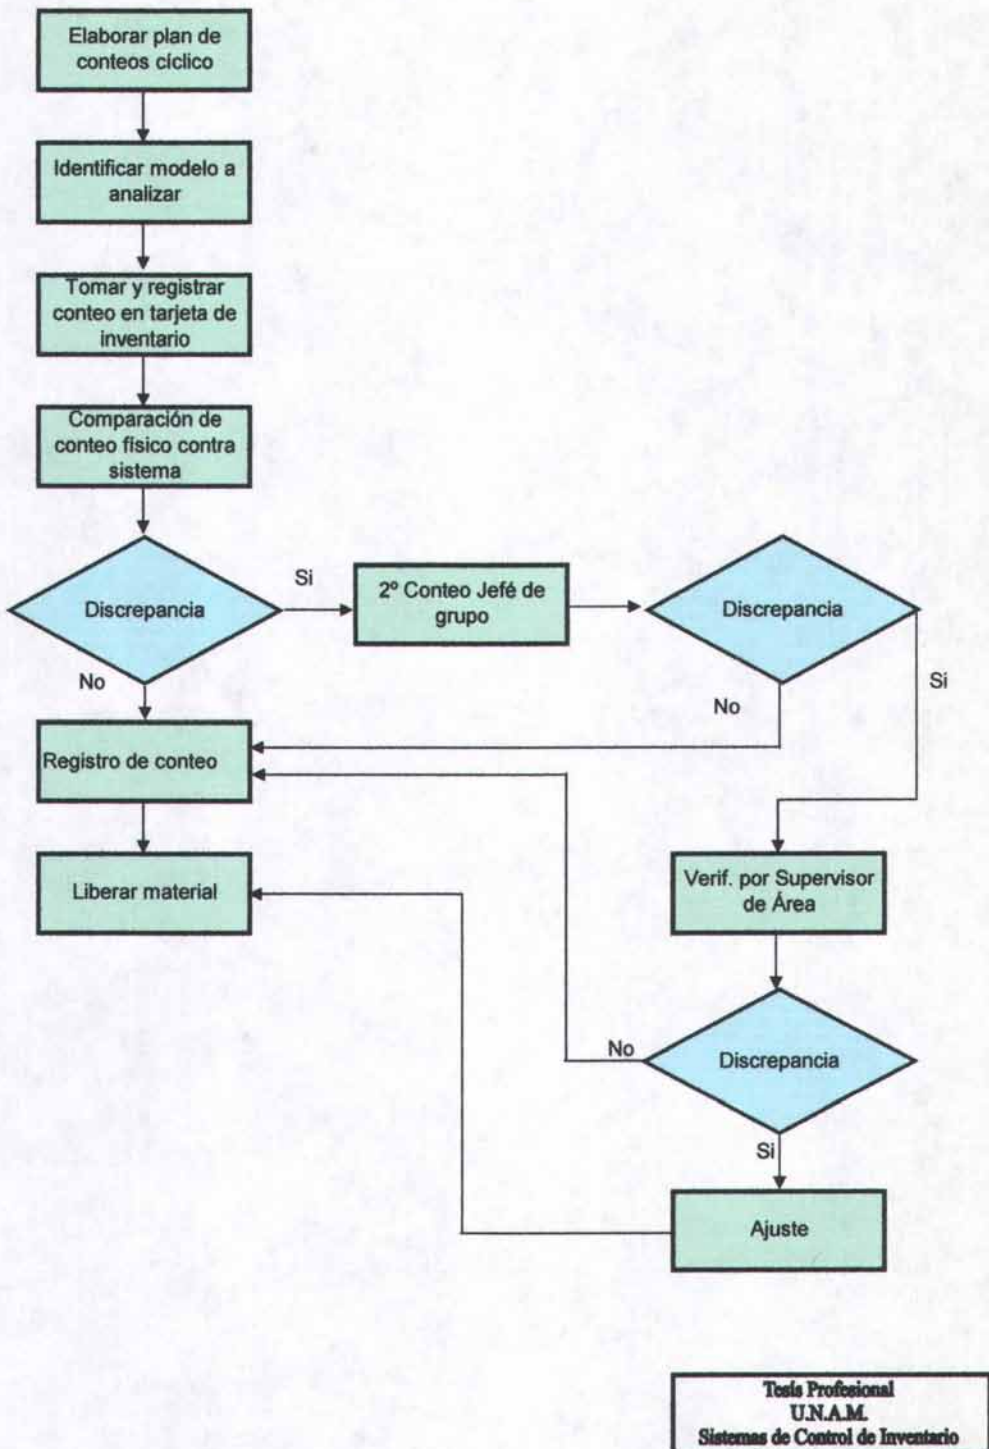 Elaborar plan de
conteos cíclico
Identificar modelo a
analizar
Tomar y registrar
conteo en tarjeta de
inventario
Comparación de
conteo físico contra
sistema
Discrepancia
Si
2º Conteo Jefé de
grupo
Discrepancia
No
Si
No
Registro de conteo
Liberar material
Verif. por Supervisor
de Área
No
Discrepancia
Si
Ajuste
Tesis Profesional
U.N.A.M.
Sistemas de Control de Inventario